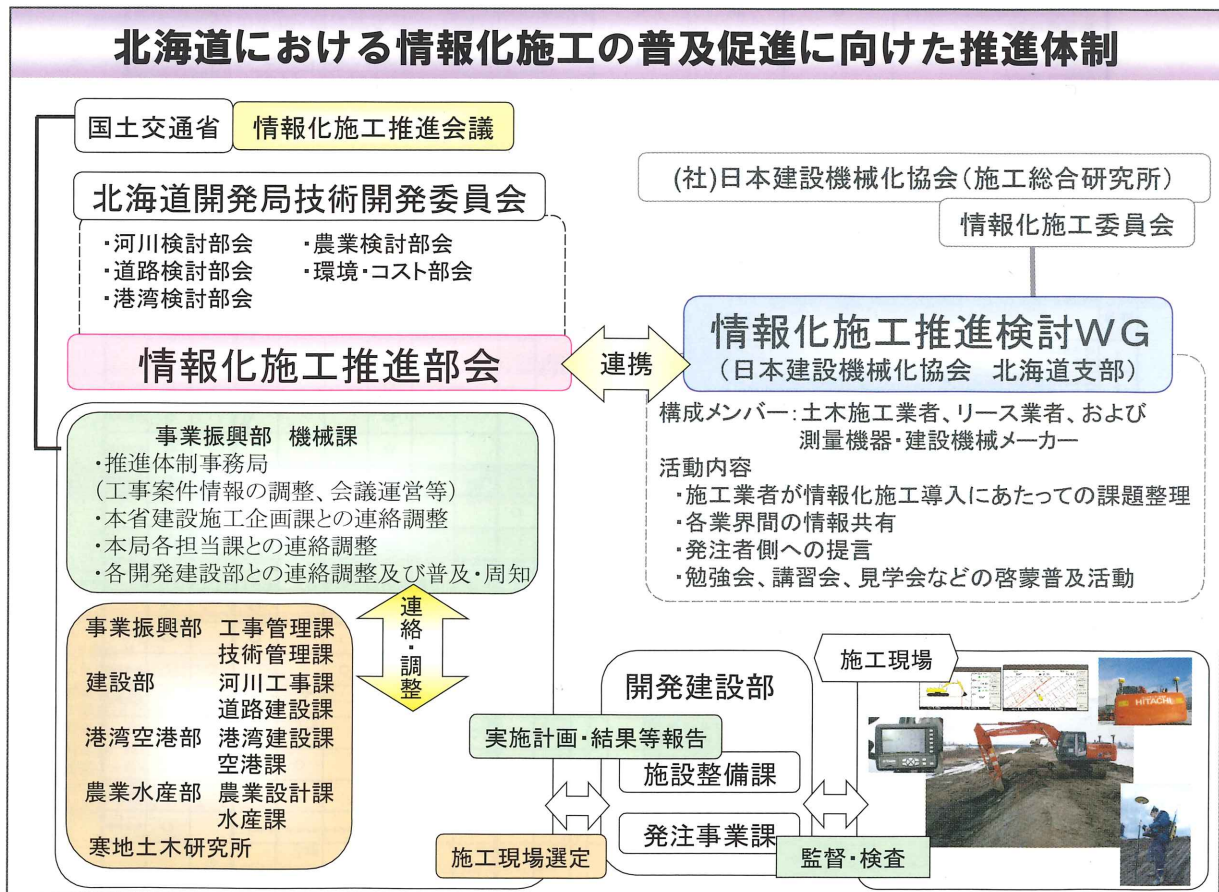 北海道における情報化施工の普及促進に向けた推進体制
国土交通省
情報化施工推進会議
北海道開発局技術開発委員会
・河川検討部会 ・農業検討部会
・道路検討部会 ・環境・コスト部会
・港湾検討部会
(社)日本建設機械化協会(施工総合研究所)
情報化施工委員会
情報化施工推進部会
連携
情報化施工推進検討WG
(日本建設機械化協会 北海道支部)
構成メンバー:土木施工業者、リース業者、および
測量機器・建設機械メーカー
活動内容
・施工業者が情報化施工導入にあたっての課題整理
・各業界間の情報共有
・発注者側への提言
・勉強会、講習会、見学会などの啓蒙普及活動
事業振興部 機械課
・推進体制事務局
(工事案件情報の調整、会議運営等)
・本省建設施工企画課との連絡調整
・本局各担当課との連絡調整
・各開発建設部との連絡調整及び普及・周知
連絡・調整
事業振興部 工事管理課
技術管理課
建設部 河川工事課
道路建設課
港湾空港部 港湾建設課
空港課
農業水産部 農業設計課
水産課
寒地土木研究所
開発建設部
実施計画・結果等報告
施設整備課
発注事業課
施工現場選定
監督・検査
施工現場
HITACHI